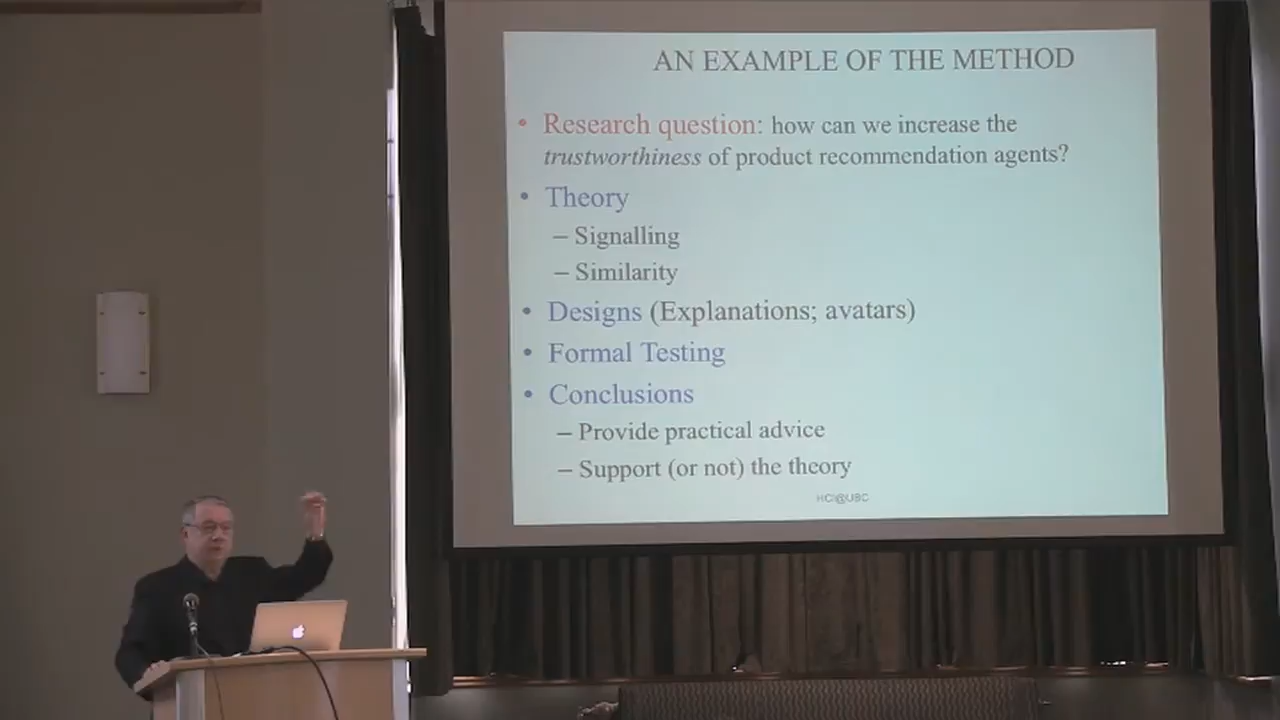 AN EXAMPLE OF THE METHOD
• Research question: how can we increase the
trustworthiness of product recommendation agents?
• Theory
– Signalling
– Similarity
• Designs (Explanations; avatars)
• Formal Testing
• Conclusions
– Provide practical advice
– Support (or not) the theory
HCI@UBC